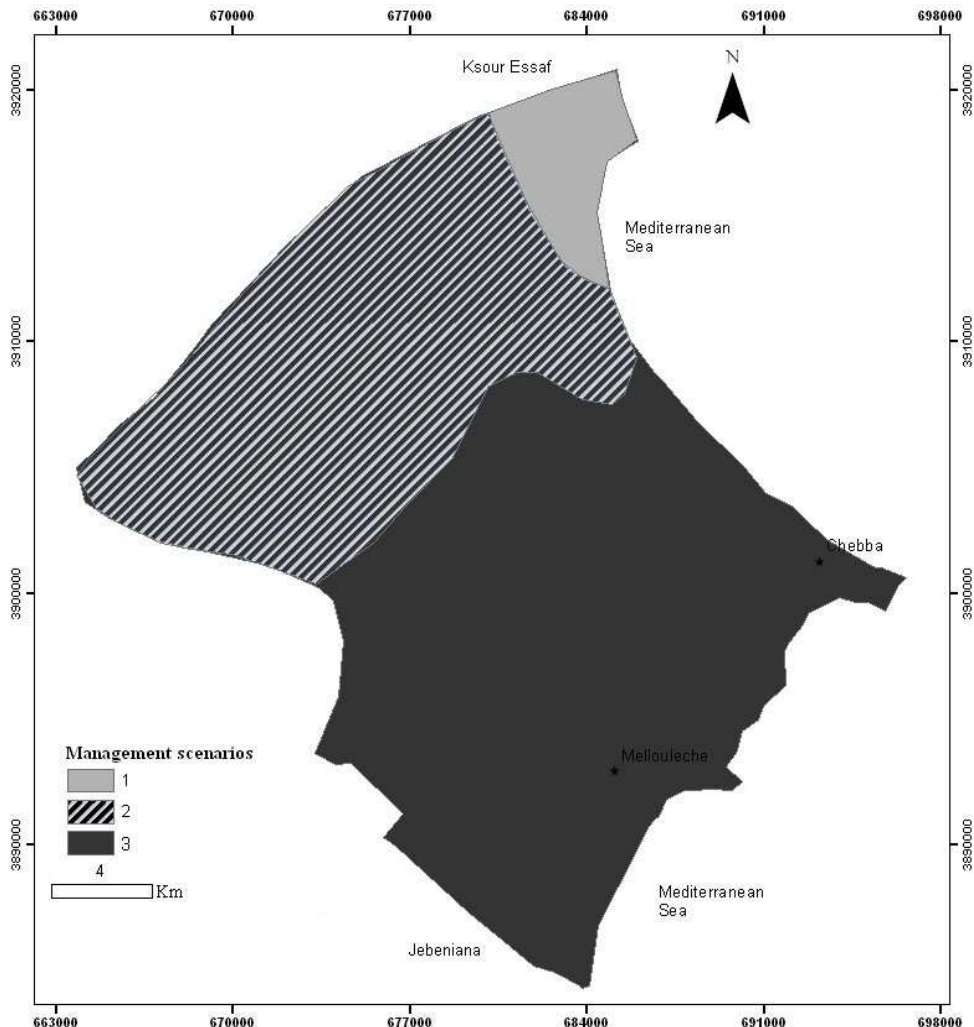 663000 670000 677000 684000 691000 698000
Ksour Essaf
N
3920000 3920000
Mediterranean
Sea
3910000 3910000
Chebba
3900000 3900000
Management scenarios
1
2
3
Mellouleche
3890000 3890000
4
Km
Mediterranean
Sea
Jebeniana
663000 670000 677000 684000 691000 698000